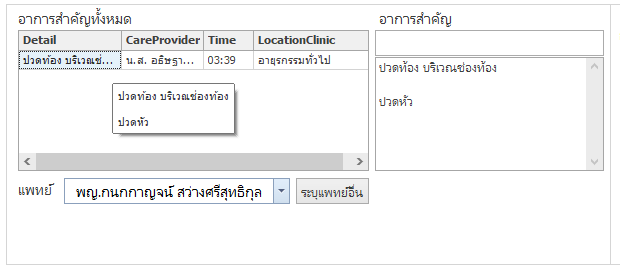 อาการสำคัญทั้งหมด
อาการสำคัญ
Detail CareProvider Time LocationClinic
ปวดท้อง บริเวณช่... น.ส. อธิษฐา... 03:39 อายุรกรรมทั่วไป
ปวดท้อง บริเวณช่องท้อง
ปวดหัว
ปวดท้อง บริเวณช่องท้อง
ปวดหัว
แพทย์ พญ.กนกกาญจน์ สว่างศรีสุทธิกุล ระบุแพทย์อื่น